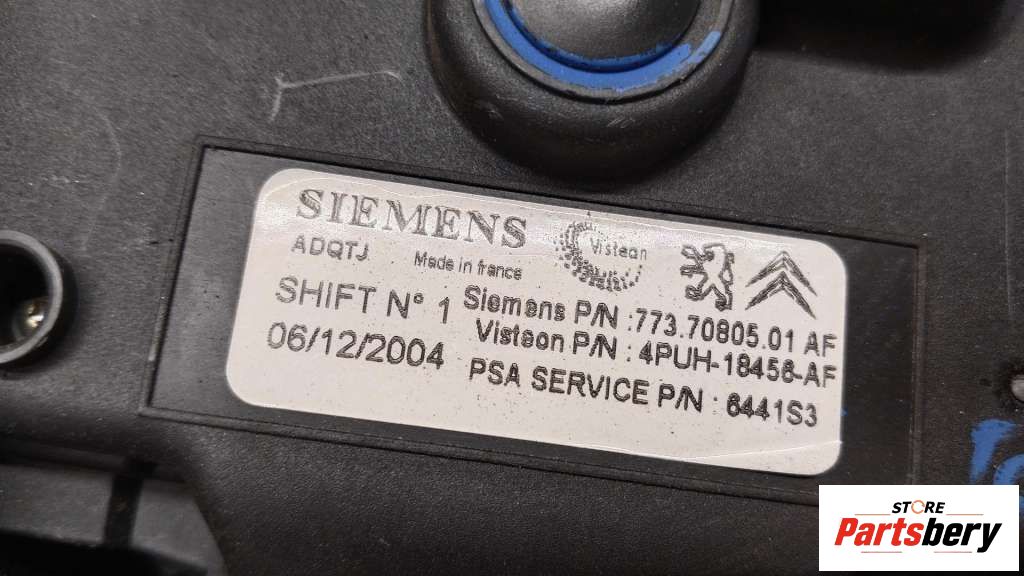 SIEMENS
Visteon
ADQTJ Made in france
SHIFT N° 1
06/12/2004
Siemens P/N :773.70805.01 AF
Visteon P/N : 4PUH-18456-AF
PSA SERVICE P/N : 6441S3
STORE
Partsbery